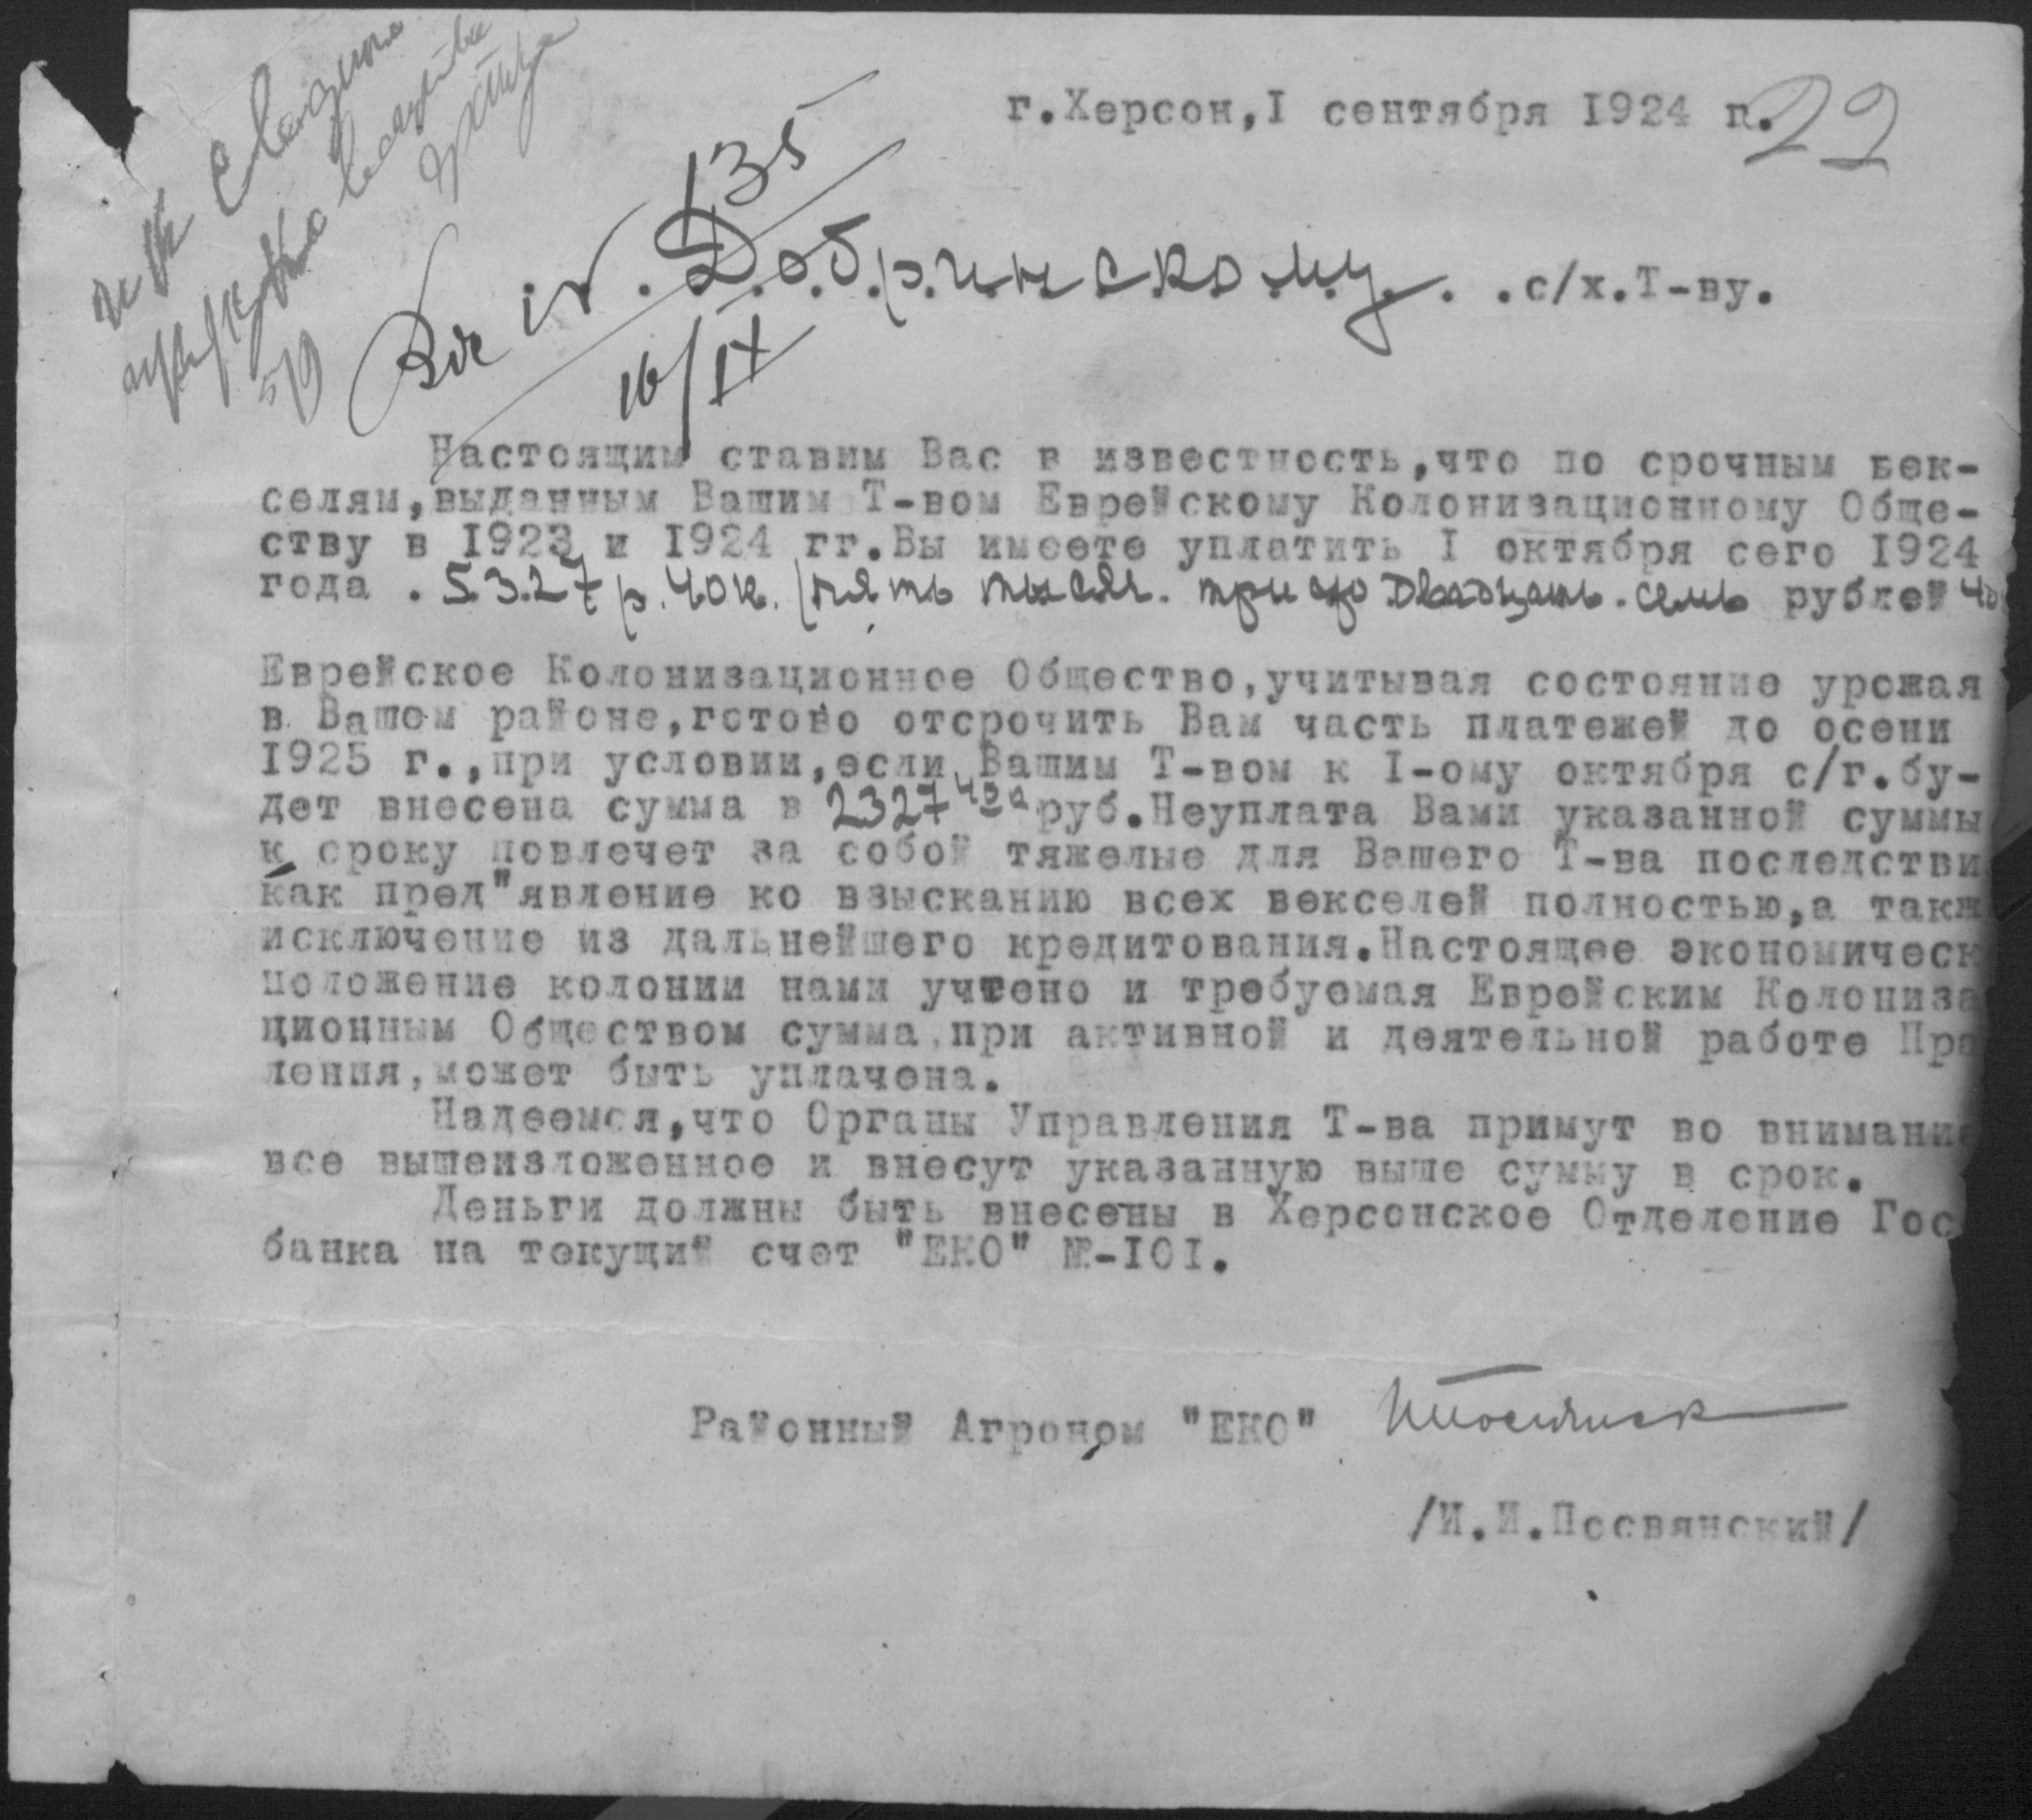 г.Херсон,I сентября 1924 г.
22
135
Добринскому. . .с/х.Т-ву.
16/IX
Настоящим ставим Вас в известность,что по срочным век-
селям,выданным Вашим Т-вом Еврейскому Колонизационному Обще-
ству в 1923 и 1924 гг.Вы имеете уплатить I октября сего 1924
года . 5327 р. 40 к. /пять тысяч. триста двадцать. семь рублей 40
Еврейское Колонизационное Общество,учитывая состояние урожая
в Вашем районе,готово отсрочить Вам часть платежей до осени
1925 г.,при условии,если Вашим Т-вом к I-ому октября с/г.бу-
дет внесена сумма в 2327 40к руб.Неуплата Вами указанной суммы
к сроку повлечет за собой тяжелые для Вашего Т-ва последстви
как пред"явление ко взысканию всех векселей полностью,а такж
исключение из дальнейшего кредитования.Настоящее экономическ
положение колонии нами учтено и требуемая Еврейским Колониза
ционным Обществом сумма,при активной и деятельной работе Пра
ления,может быть уплачена.
Надеемся,что Органы Управления Т-ва примут во внимание
все вышеизложенное и внесут указанную выше сумму в срок.
Деньги должны быть внесены в Херсонское Отделение Гос
банка на текущий счет "ЕКО" №-IOI.
Районный Агроном "ЕКО"
/И.И.Посвянский/